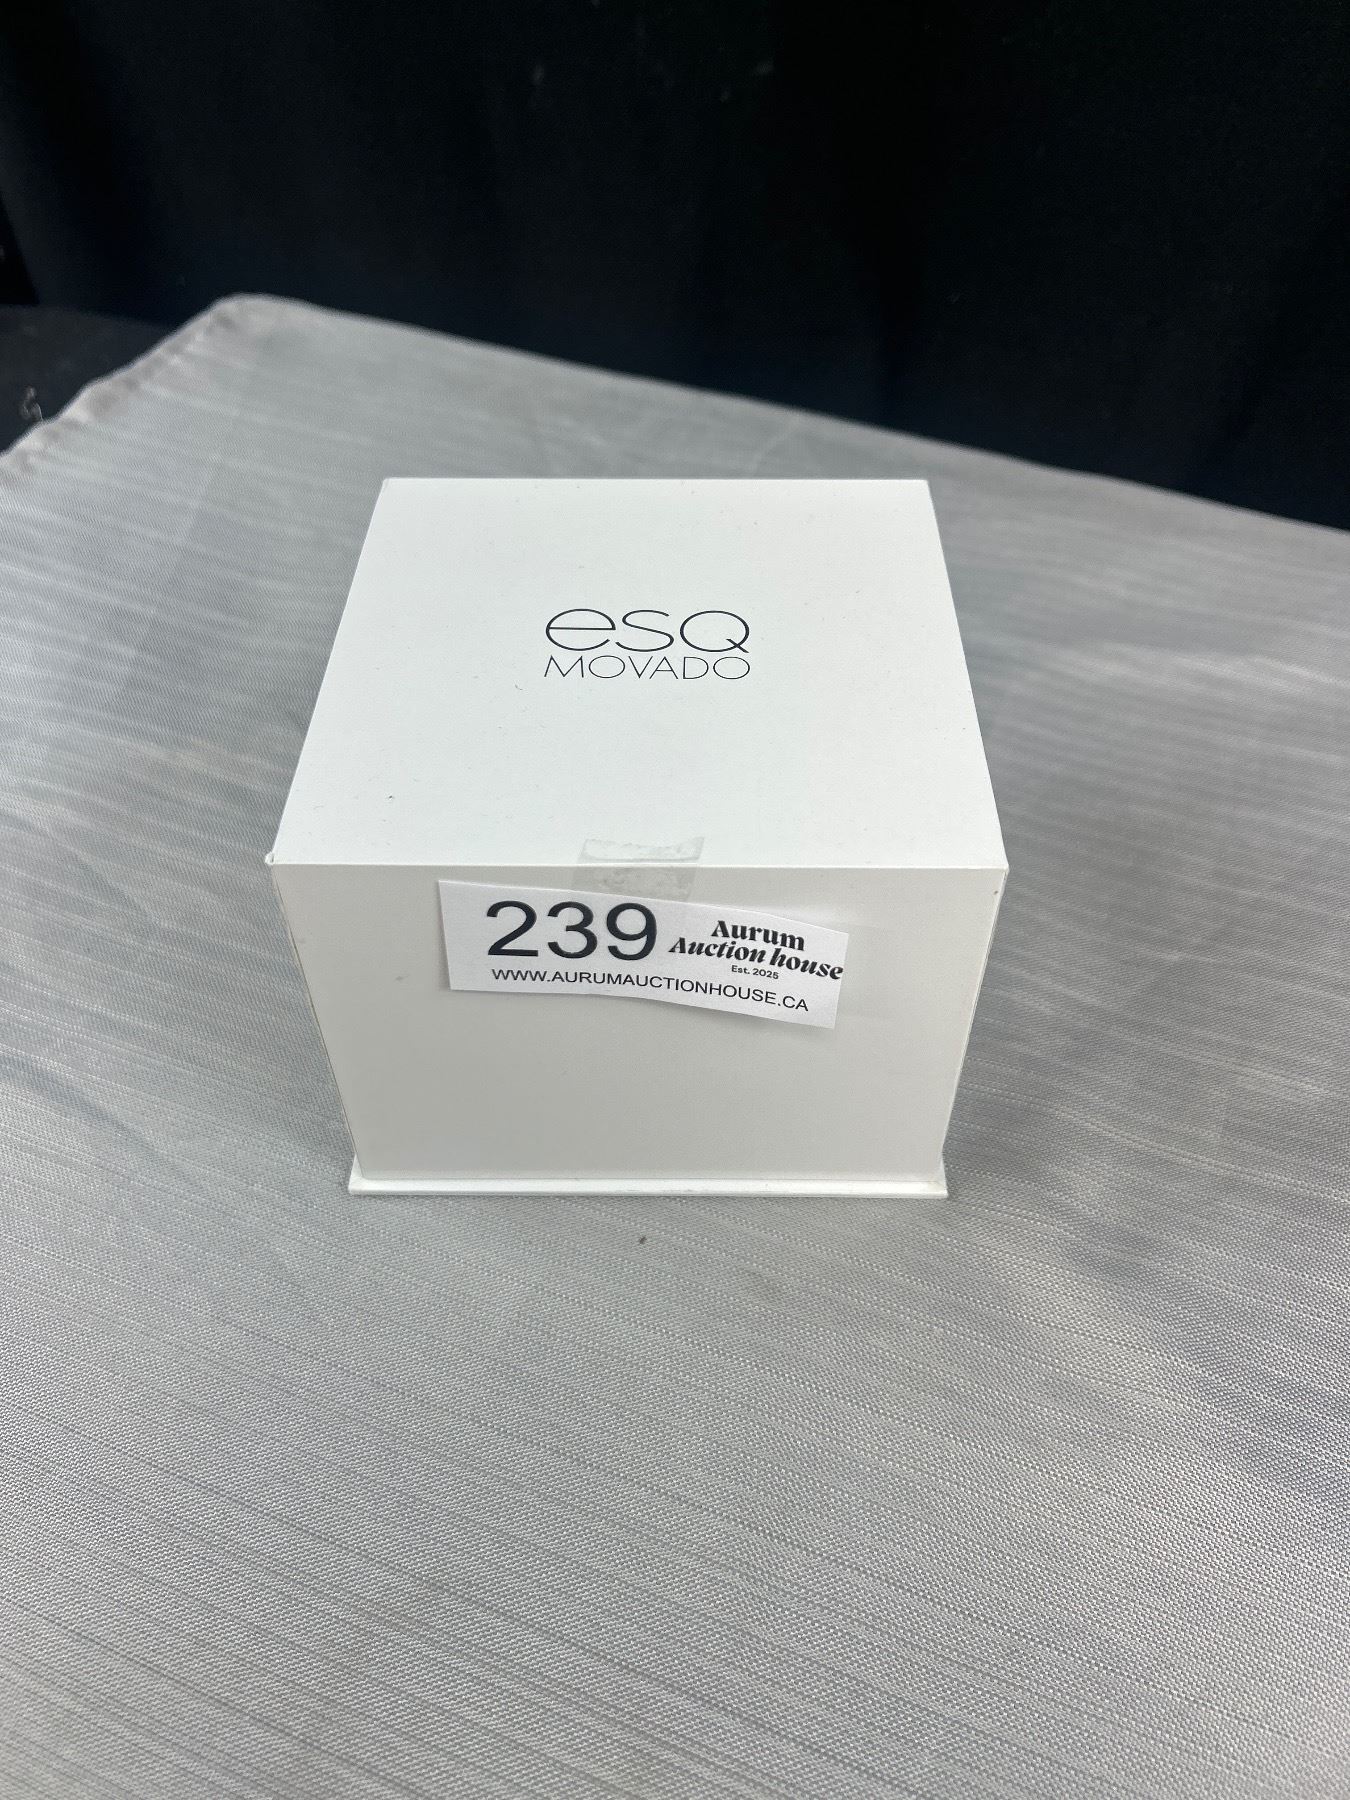 esQ
MOVADO
239
Aurum
Auction house
Est. 2025
WWW.AURUMAUCTIONHOUSE.CA